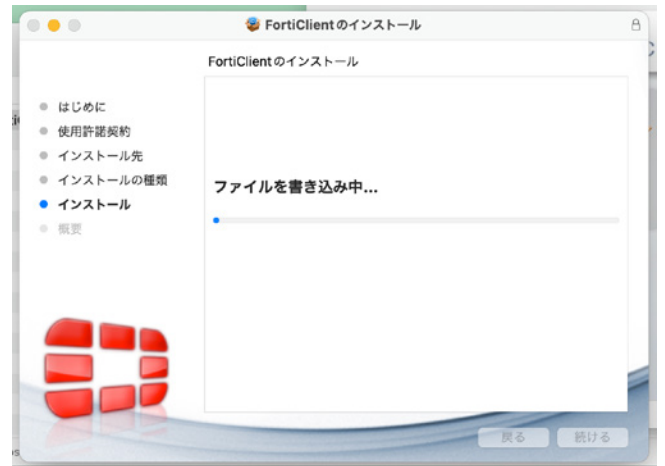 FortiClientのインストール
FortiClientのインストール
はじめに
使用許諾契約
インストール先
インストールの種類
インストール
概要
ファイルを書き込み中...
戻る
続ける